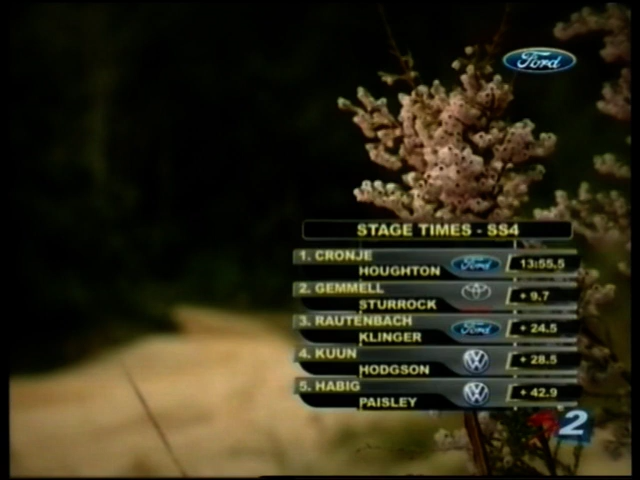 Ford
STAGE TIMES - SS4
1. CRONJE
HOUGHTON Ford 13:55.5
2. GEMMELL
STURROCK + 9.7
3. RAUTENBACH
KLINGER Ford + 24.5
4. KUUN
HODGSON + 28.5
5. HABIG
PAISLEY + 42.9
2